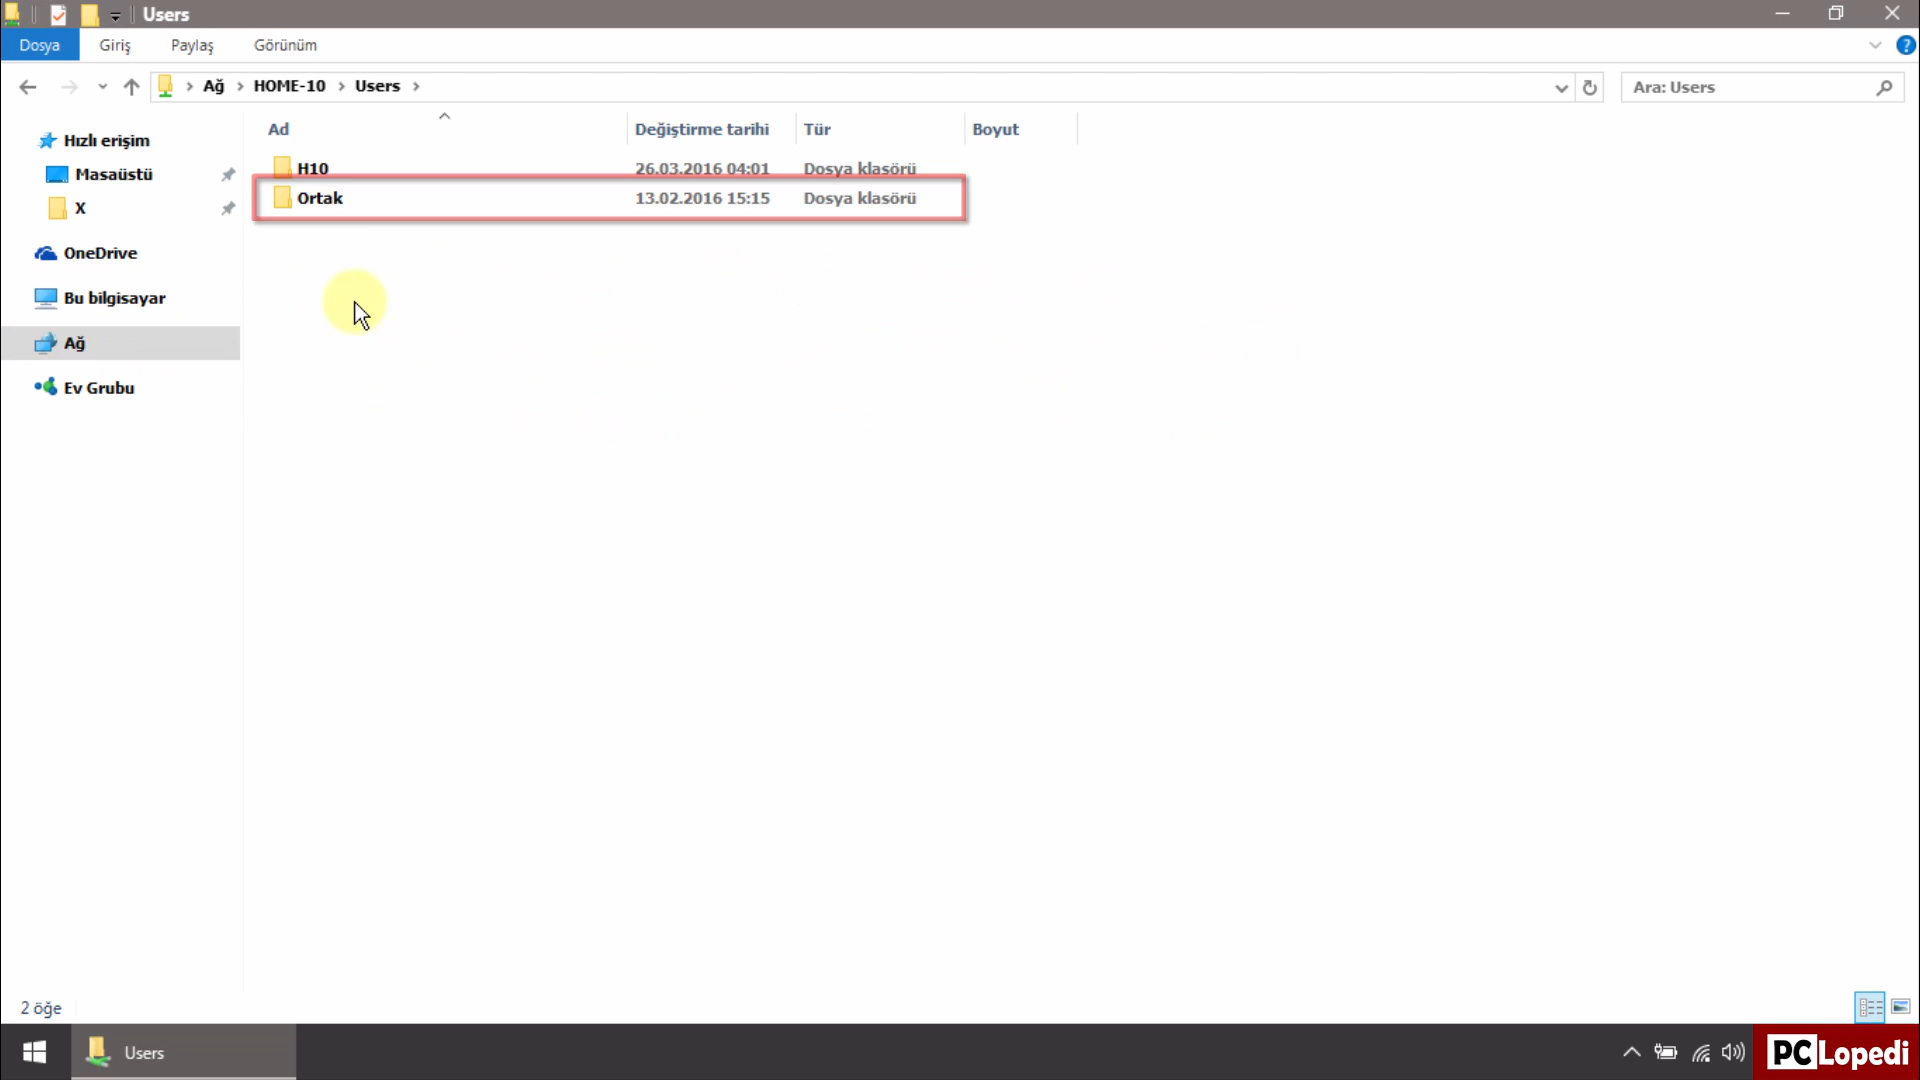 Users
Dosya Giriş Paylaş Görünüm
Ağ HOME-10 Users
Ara: Users
Hızlı erişim
Masaüstü
X
OneDrive
Bu bilgisayar
Ağ
Ev Grubu
Ad Değiştirme tarihi Tür Boyut
H10 26.03.2016 04:01 Dosya klasörü
Ortak 13.02.2016 15:15 Dosya klasörü
2 öğe
Users
PCLopedi